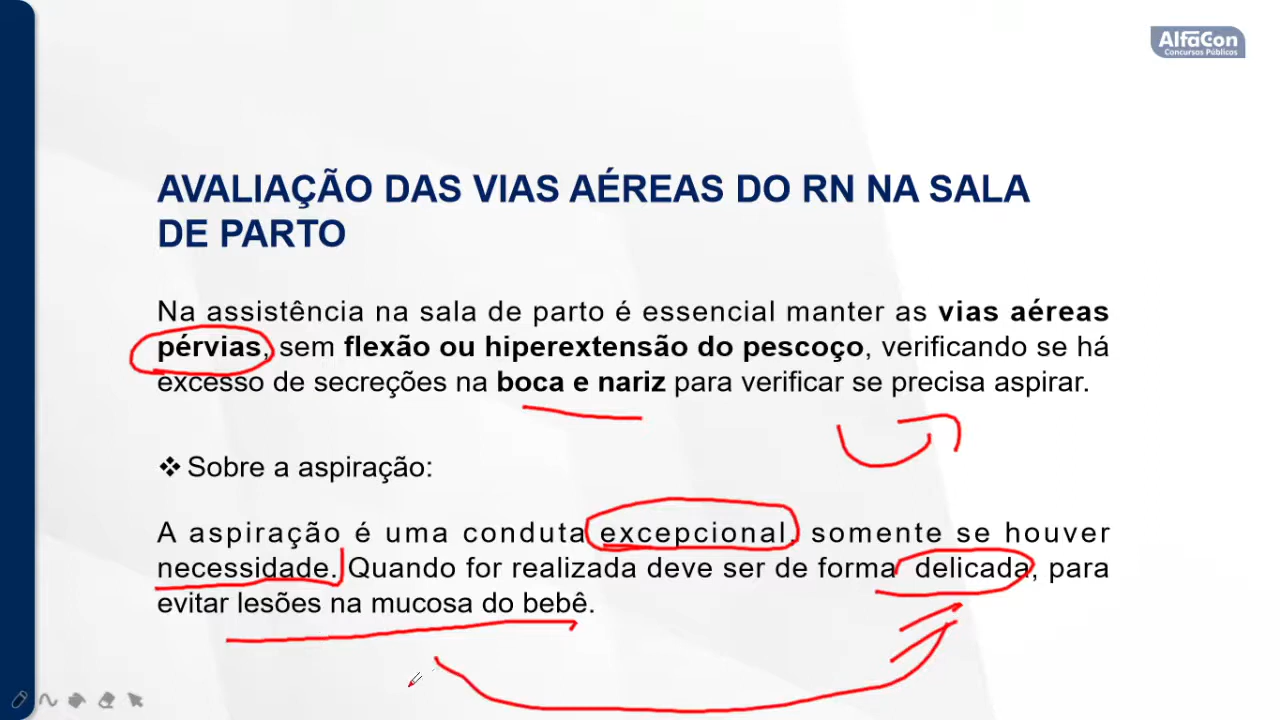 AlfaCon
Concursos Públicos
AVALIAÇÃO DAS VIAS AÉREAS DO RN NA SALA
DE PARTO
Na assistência na sala de parto é essencial manter as vias aéreas
pérvias, sem flexão ou hiperextensão do pescoço, verificando se há
excesso de secreções na boca e nariz para verificar se precisa aspirar.
❖ Sobre a aspiração:
A aspiração é uma conduta excepcional, somente se houver
necessidade. Quando for realizada deve ser de forma delicada, para
evitar lesões na mucosa do bebê.